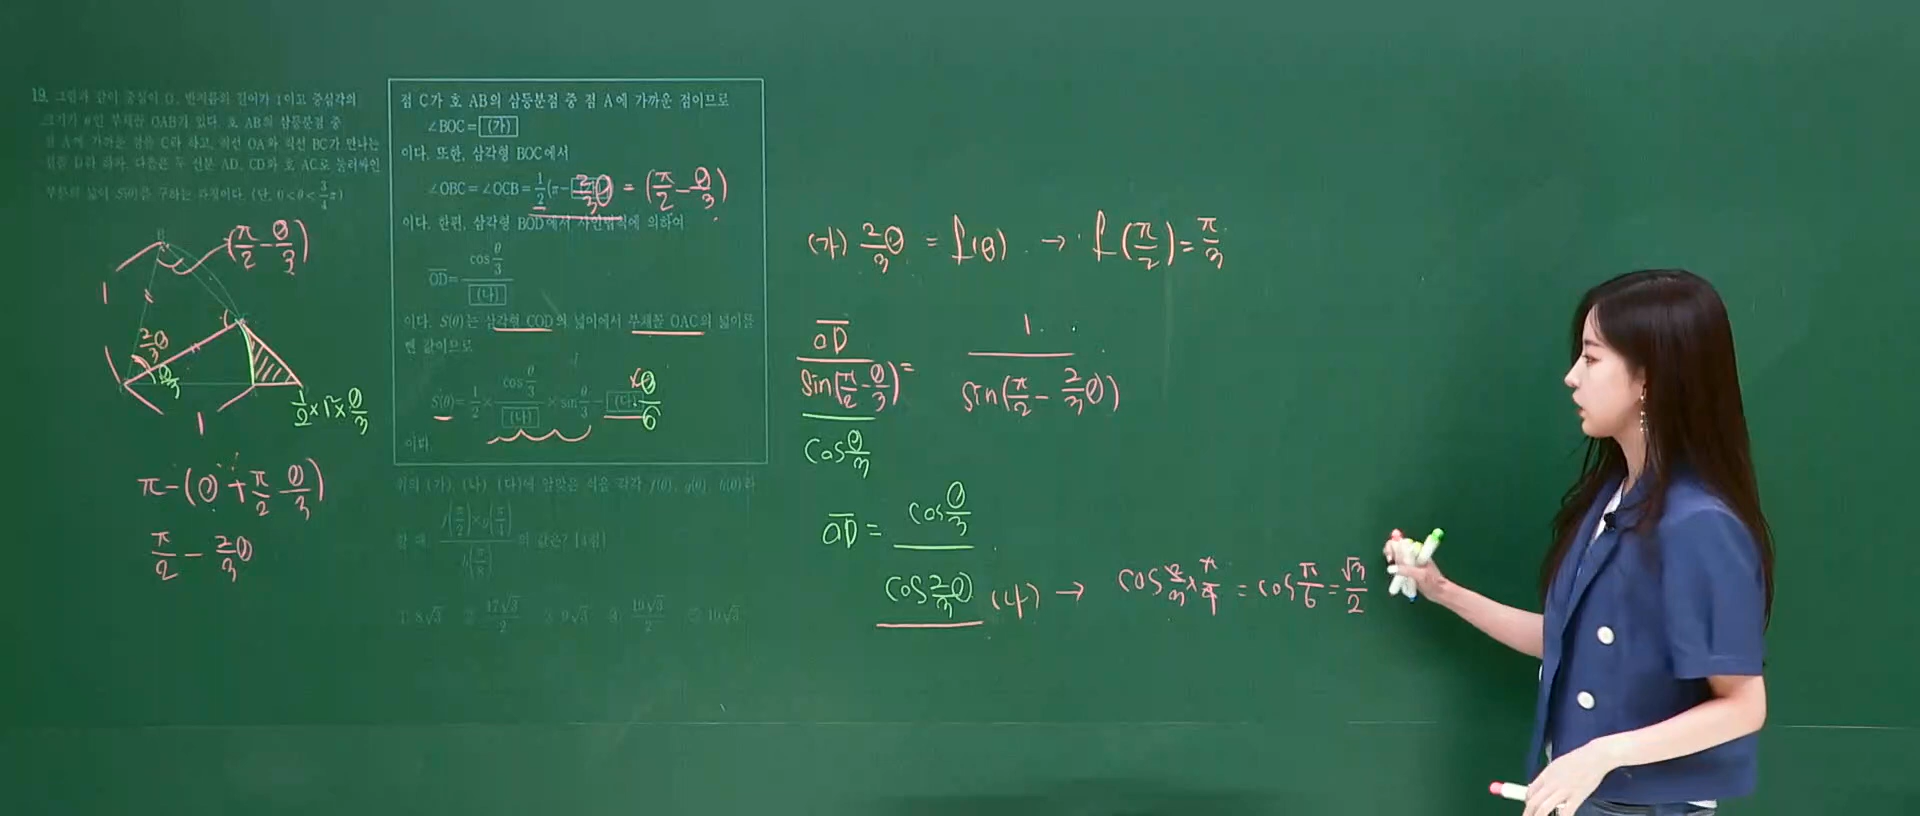 19. 그림과 같이 중심이 O, 반지름의 길이가 1이고 중심각의
크기가 θ인 부채꼴 OAB가 있다. 호 AB의 삼등분점 중
점 A에 가까운 점을 C라 하고, 직선 OA와 직선 BC가 만나는
점을 D라 하자. 다음은 두 선분 AD, CD와 호 AC로 둘러싸인
부분의 넓이 S(θ)를 구하는 과정이다. (단, 0<θ<3/4π)
(π/2-θ/3)
1
2/3θ
θ/3
1
1/2×1²×θ/3
π-(θ+π/2-θ/3)
π/2-2/3θ
점 C가 호 AB의 삼등분점 중 점 A에 가까운 점이므로
∠BOC=(가)
이다. 또한, 삼각형 BOC에서
∠OBC=∠OCB=1/2(π- 2/3θ = (π/2-θ/3)
이다. 한편, 삼각형 BOD에서 사인법칙에 의하여
OD=cos θ/3 / (나)
이다. S(θ)는 삼각형 COD의 넓이에서 부채꼴 OAC의 넓이를
뺀 값이므로
S(θ)=1/2×cos θ/3 / (나)×sin θ/3-(다) θ/6
이다.
위의 (가), (나), (다)에 알맞은 식을 각각 f(θ), g(θ), h(θ)라
할 때, f(π/2)×g(π/4) / h(π/8)의 값은? [4점]
① 8√3 ② 17√3/2 ③ 9√3 ④ 19√3/2 ⑤ 10√3
(가) 2/3θ = f(θ) → f(π/2)=π/3
OD / sin(π/2-θ/3) = 1 / sin(π/2-2/3θ)
cos θ/3
OD = cos θ/3 / cos 2/3θ (나) → cos 2/3×π/4 = cos π/6 = √3/2